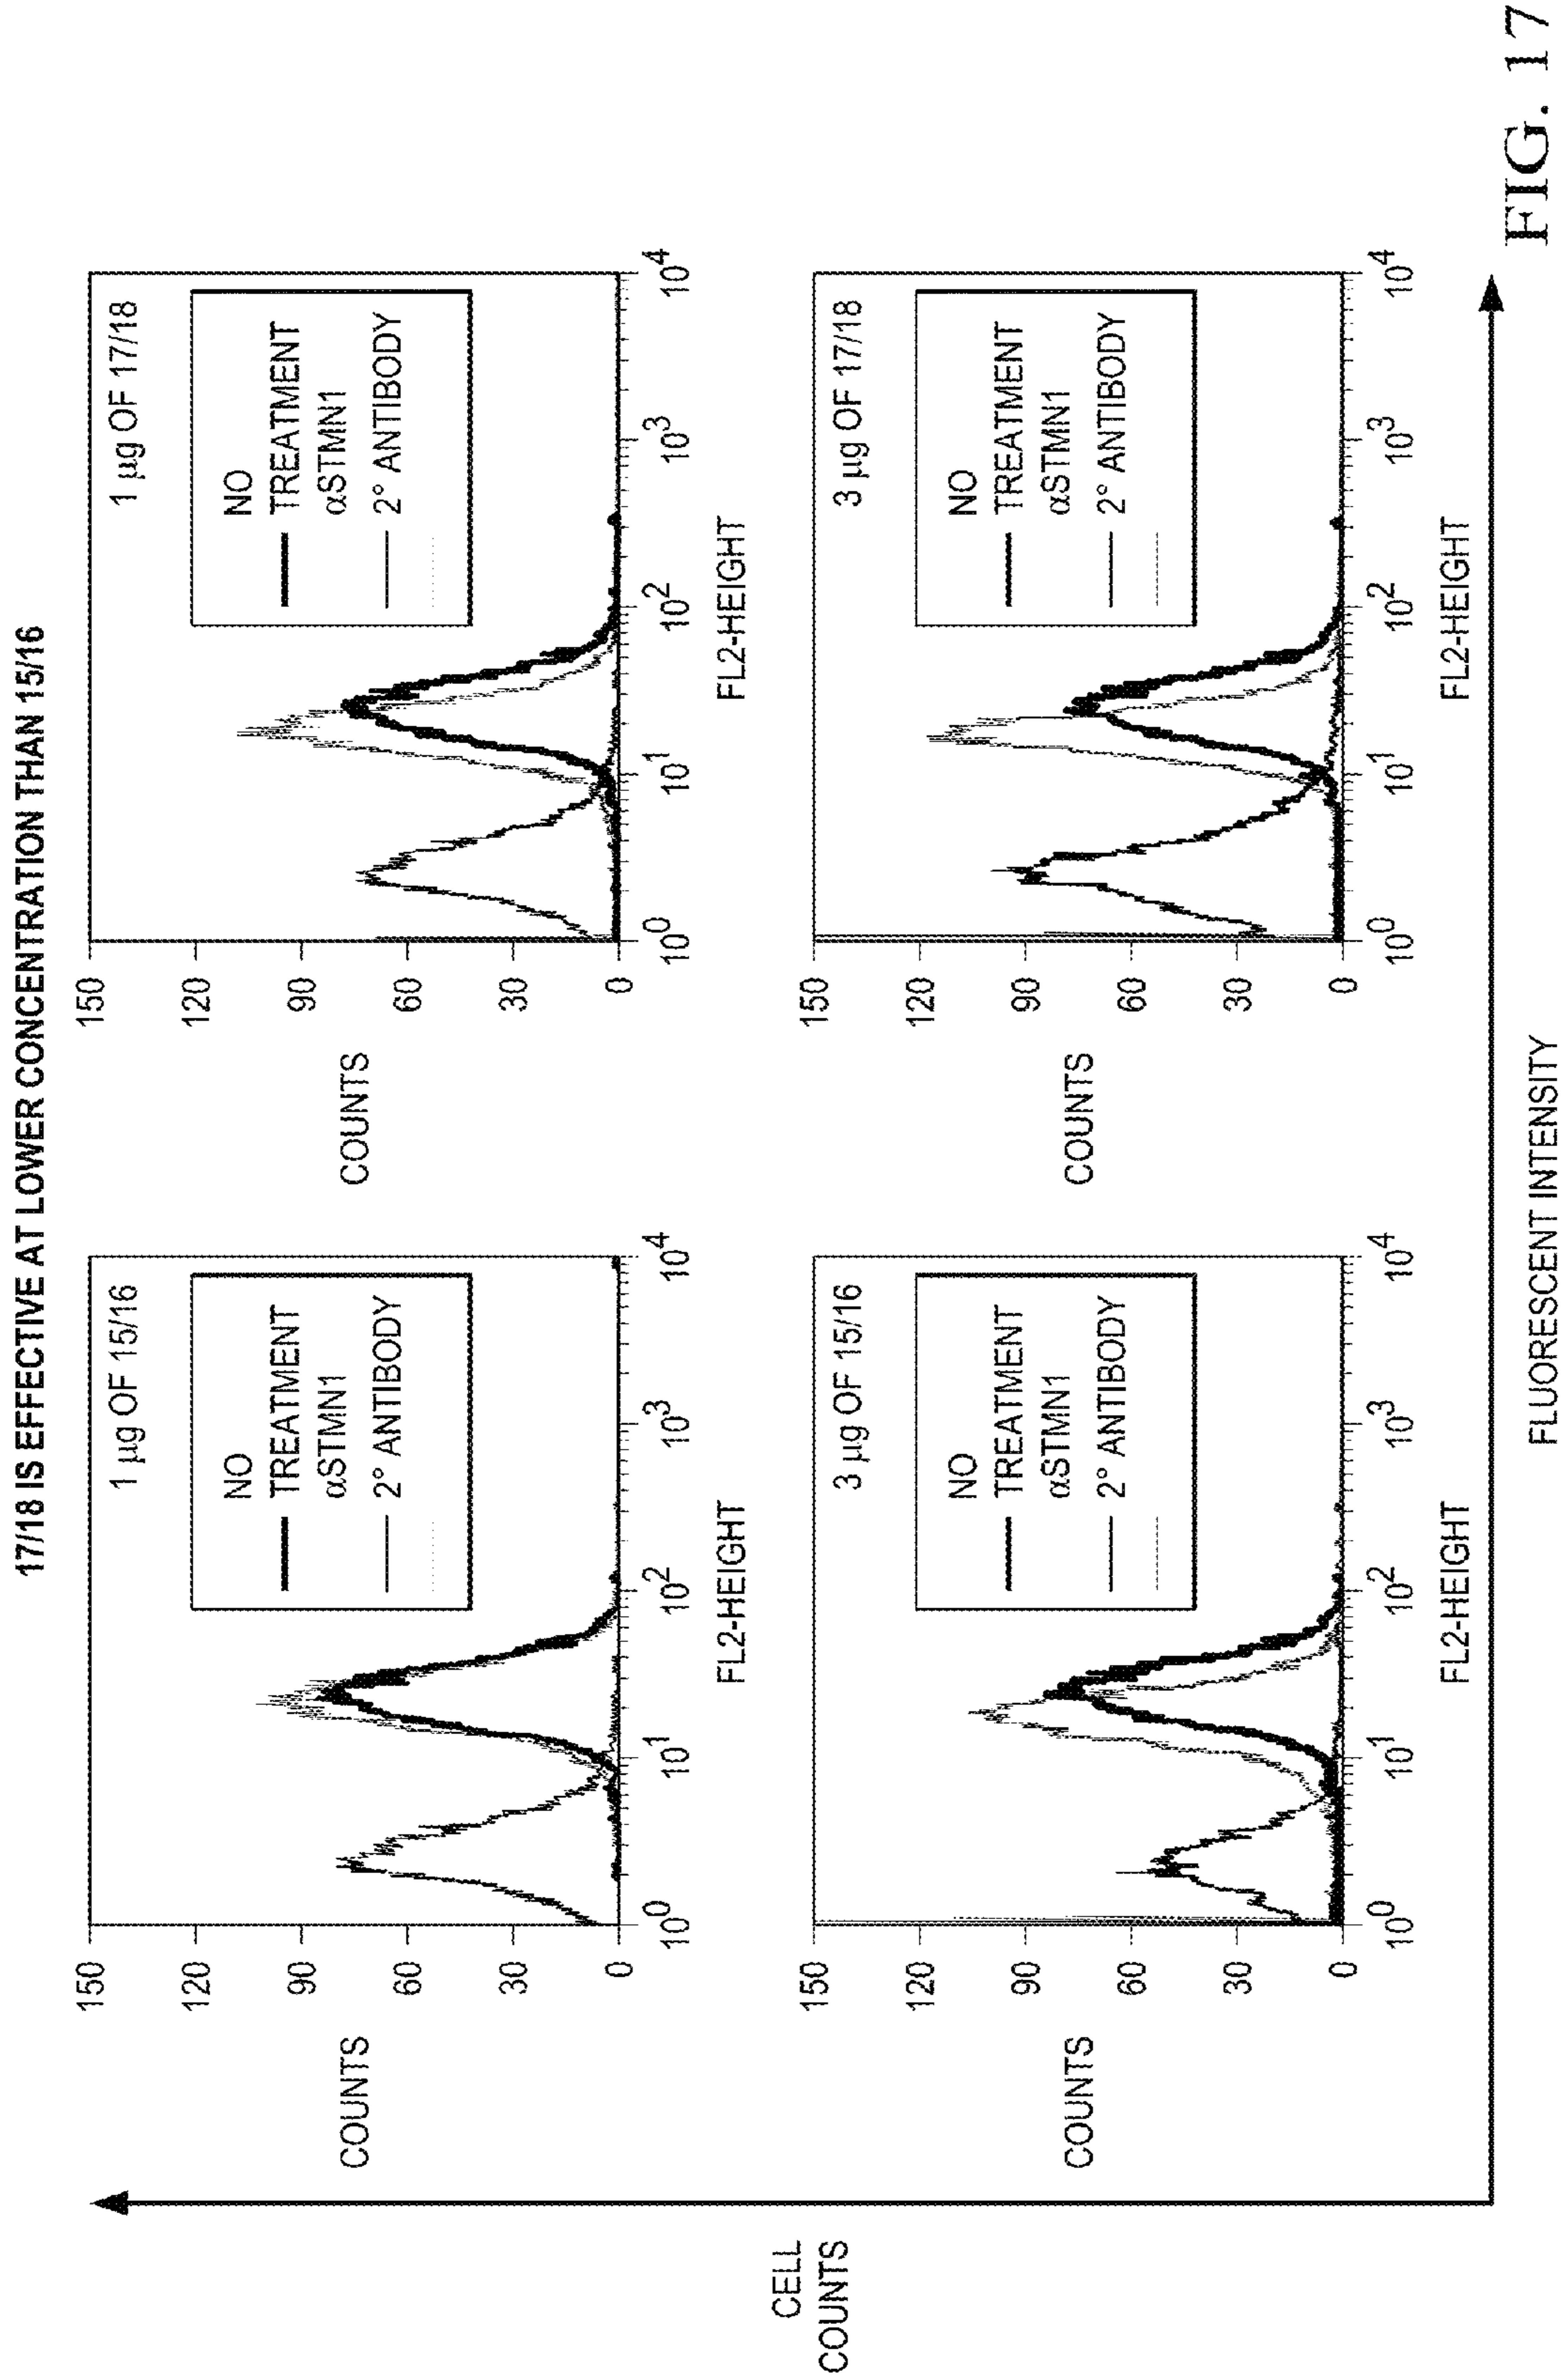 17/18 IS EFFECTIVE AT LOWER CONCENTRATION THAN 15/16
CELL
COUNTS
COUNTS
150
120
90
60
30
0
1 µg OF 15/16
NO
TREATMENT
αSTMN1
2° ANTIBODY
10⁰
10¹
10²
10³
10⁴
FL2-HEIGHT
COUNTS
150
120
90
60
30
0
1 µg OF 17/18
NO
TREATMENT
αSTMN1
2° ANTIBODY
10⁰
10¹
10²
10³
10⁴
FL2-HEIGHT
COUNTS
150
120
90
60
30
0
3 µg OF 15/16
NO
TREATMENT
αSTMN1
2° ANTIBODY
10⁰
10¹
10²
10³
10⁴
FL2-HEIGHT
COUNTS
150
120
90
60
30
0
3 µg OF 17/18
NO
TREATMENT
αSTMN1
2° ANTIBODY
10⁰
10¹
10²
10³
10⁴
FL2-HEIGHT
FLUORESCENT INTENSITY
FIG. 17